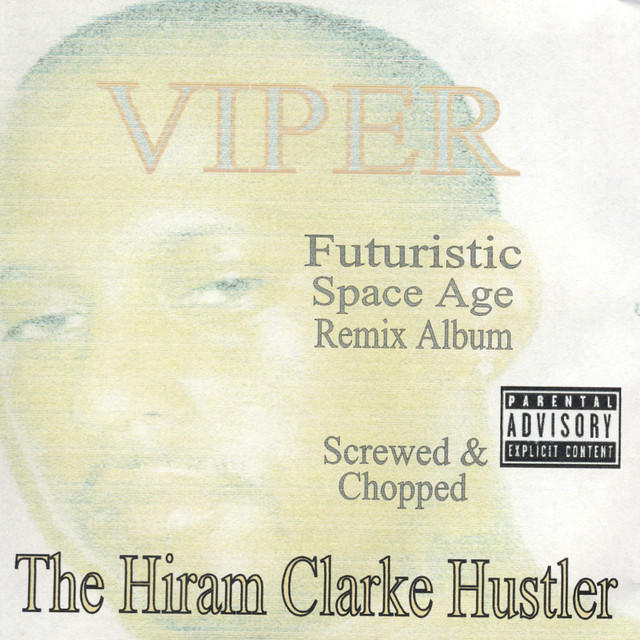 VIPER
Futuristic
Space Age
Remix Album
PARENTAL
ADVISORY
EXPLICIT CONTENT
Screwed &
Chopped
The Hiram Clarke Hustler